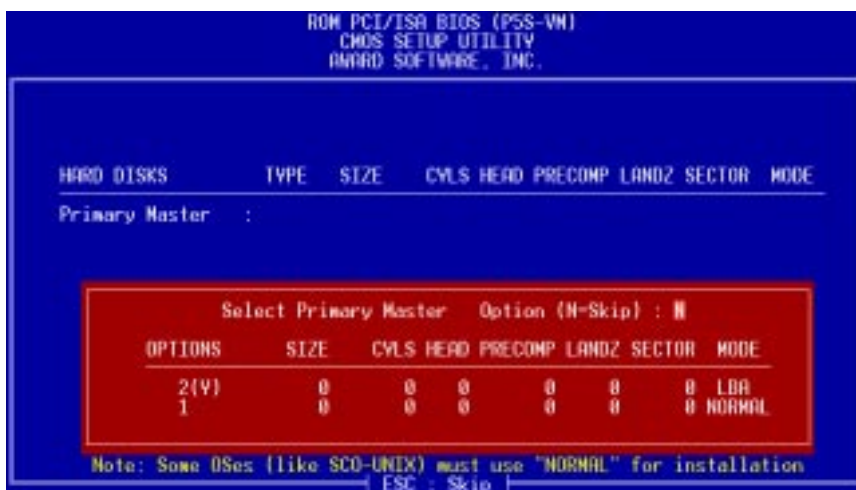 ROM PCI/ISA BIOS (P5S-VM)
CMOS SETUP UTILITY
AWARD SOFTWARE, INC.
HARD DISKS TYPE SIZE CYLS HEAD PRECOMP LANDZ SECTOR MODE
Primary Master :
Select Primary Master Option (N=Skip) : N
OPTIONS SIZE CYLS HEAD PRECOMP LANDZ SECTOR MODE
2(Y) 0 0 0 0 0 0 LBA
1 0 0 0 0 0 0 NORMAL
Note: Some OSes (like SCO-UNIX) must use "NORMAL" for installation
ESC : Skip